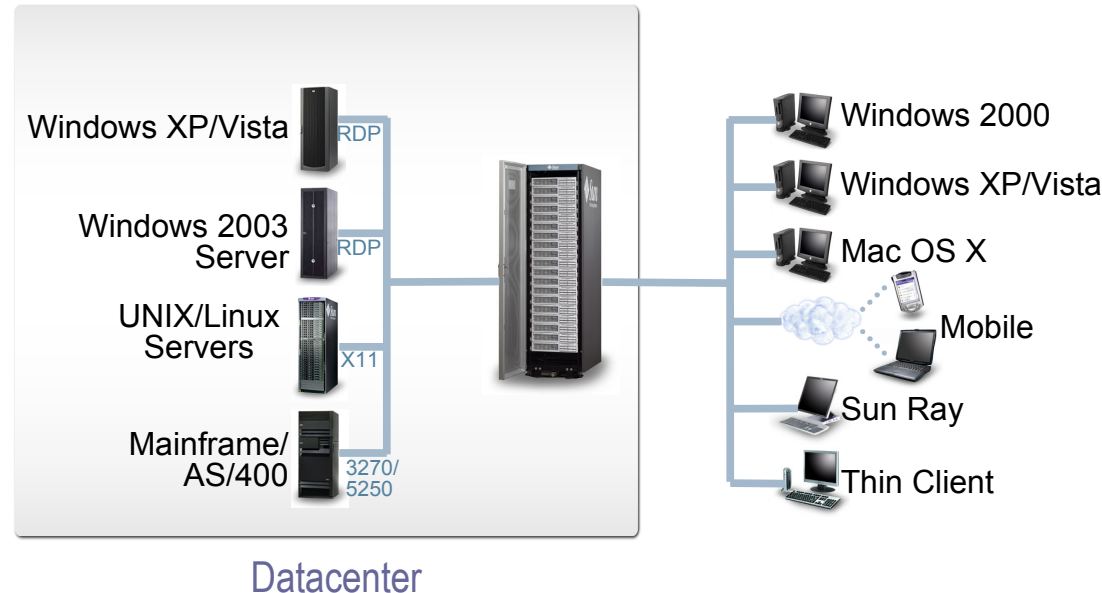 Windows XP/Vista
RDP
Windows 2003
Server
RDP
UNIX/Linux
Servers
X11
Mainframe/
AS/400
3270/
5250
Sun
Windows 2000
Windows XP/Vista
Mac OS X
Mobile
Sun Ray
Thin Client
Datacenter